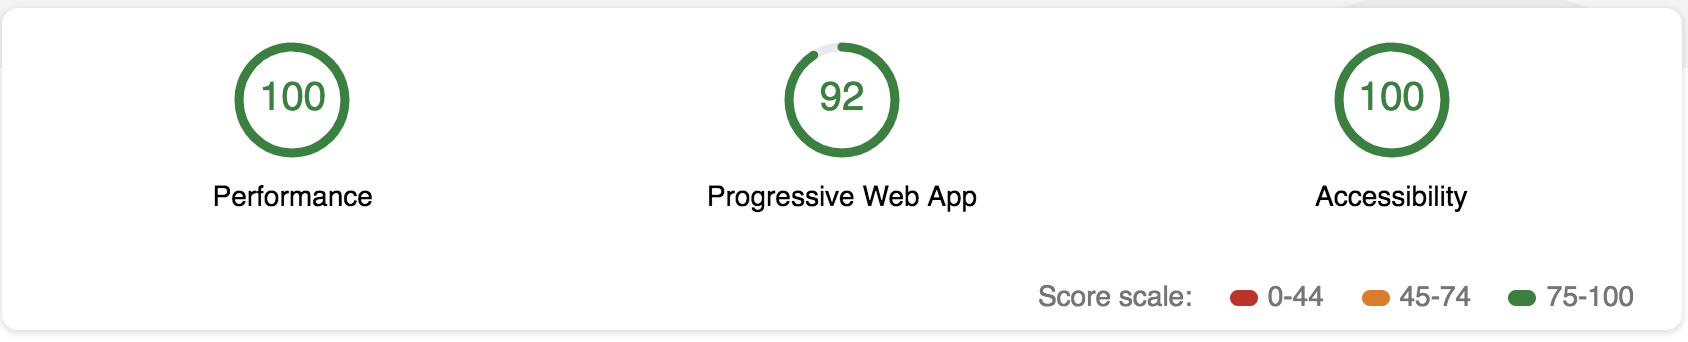 100
92
100
Performance
Progressive Web App
Accessibility
Score scale: 0-44 45-74 75-100